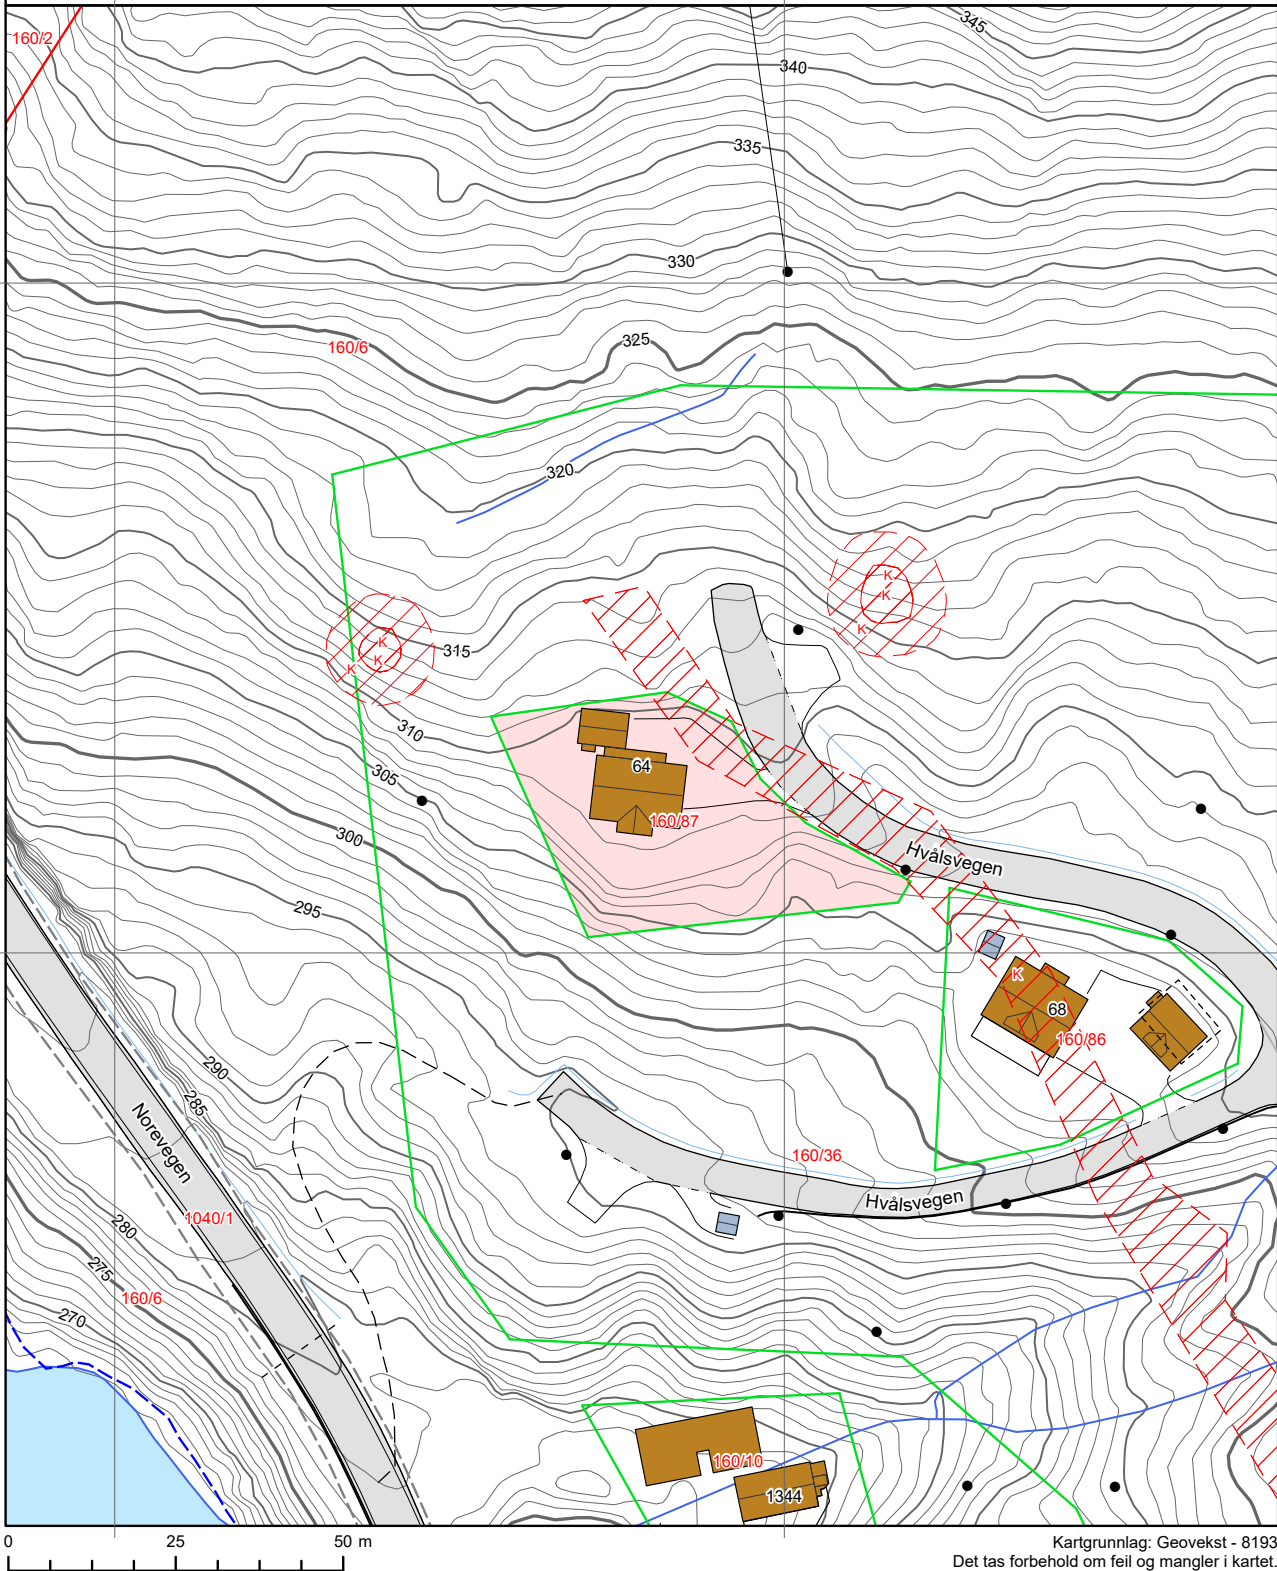 345
160/2
340
335
330
325
160/6
320
K
K
K
K
K
K
315
310
64
305
160/87
300
Hvålsvegen
295
K
68
160/86
290
285
Norevegen
160/36
Hvålsvegen
1040/1
280
275
160/6
270
160/10
1344
0 25 50 m
Kartgrunnlag: Geovekst - 8193
Det tas forbehold om feil og mangler i kartet.